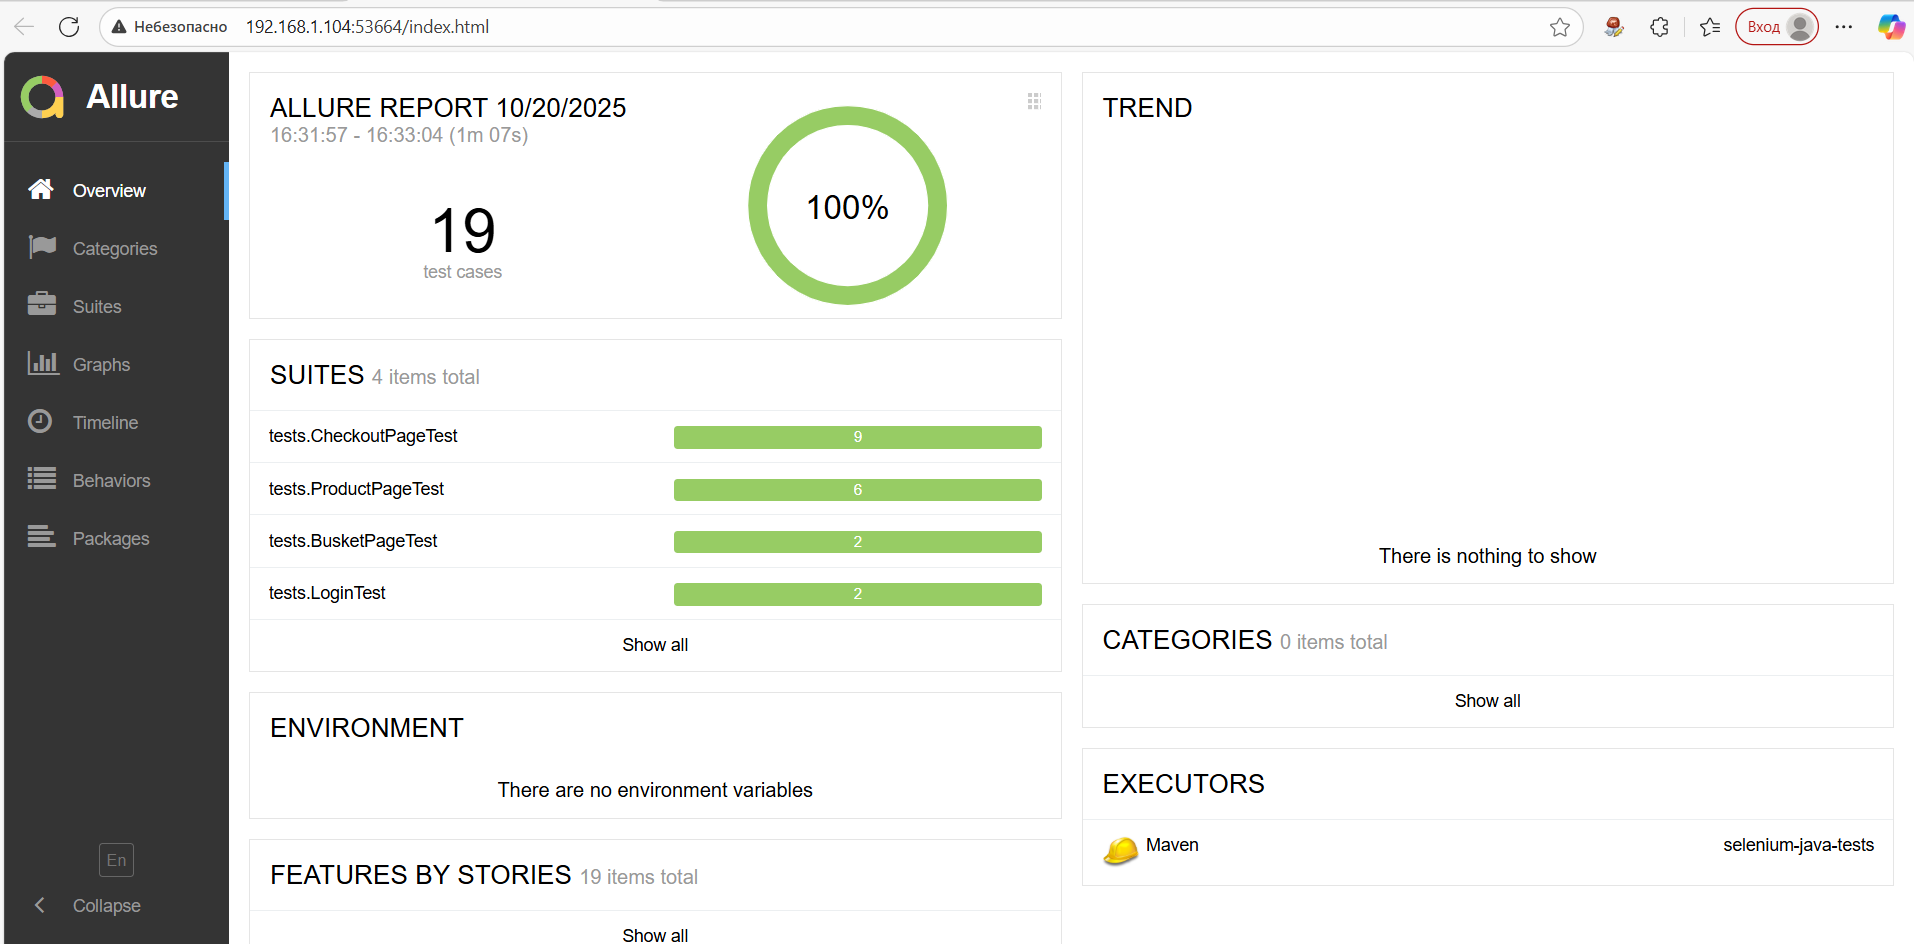 Небезопасно
192.168.1.104:53664/index.html
Вход
Allure
Overview
Categories
Suites
Graphs
Timeline
Behaviors
Packages
En
Collapse
ALLURE REPORT 10/20/2025
16:31:57 - 16:33:04 (1m 07s)
19
test cases
100%
SUITES 4 items total
tests.CheckoutPageTest 9
tests.ProductPageTest 6
tests.BusketPageTest 2
tests.LoginTest 2
Show all
ENVIRONMENT
There are no environment variables
FEATURES BY STORIES 19 items total
Show all
TREND
There is nothing to show
CATEGORIES 0 items total
Show all
EXECUTORS
Maven selenium-java-tests